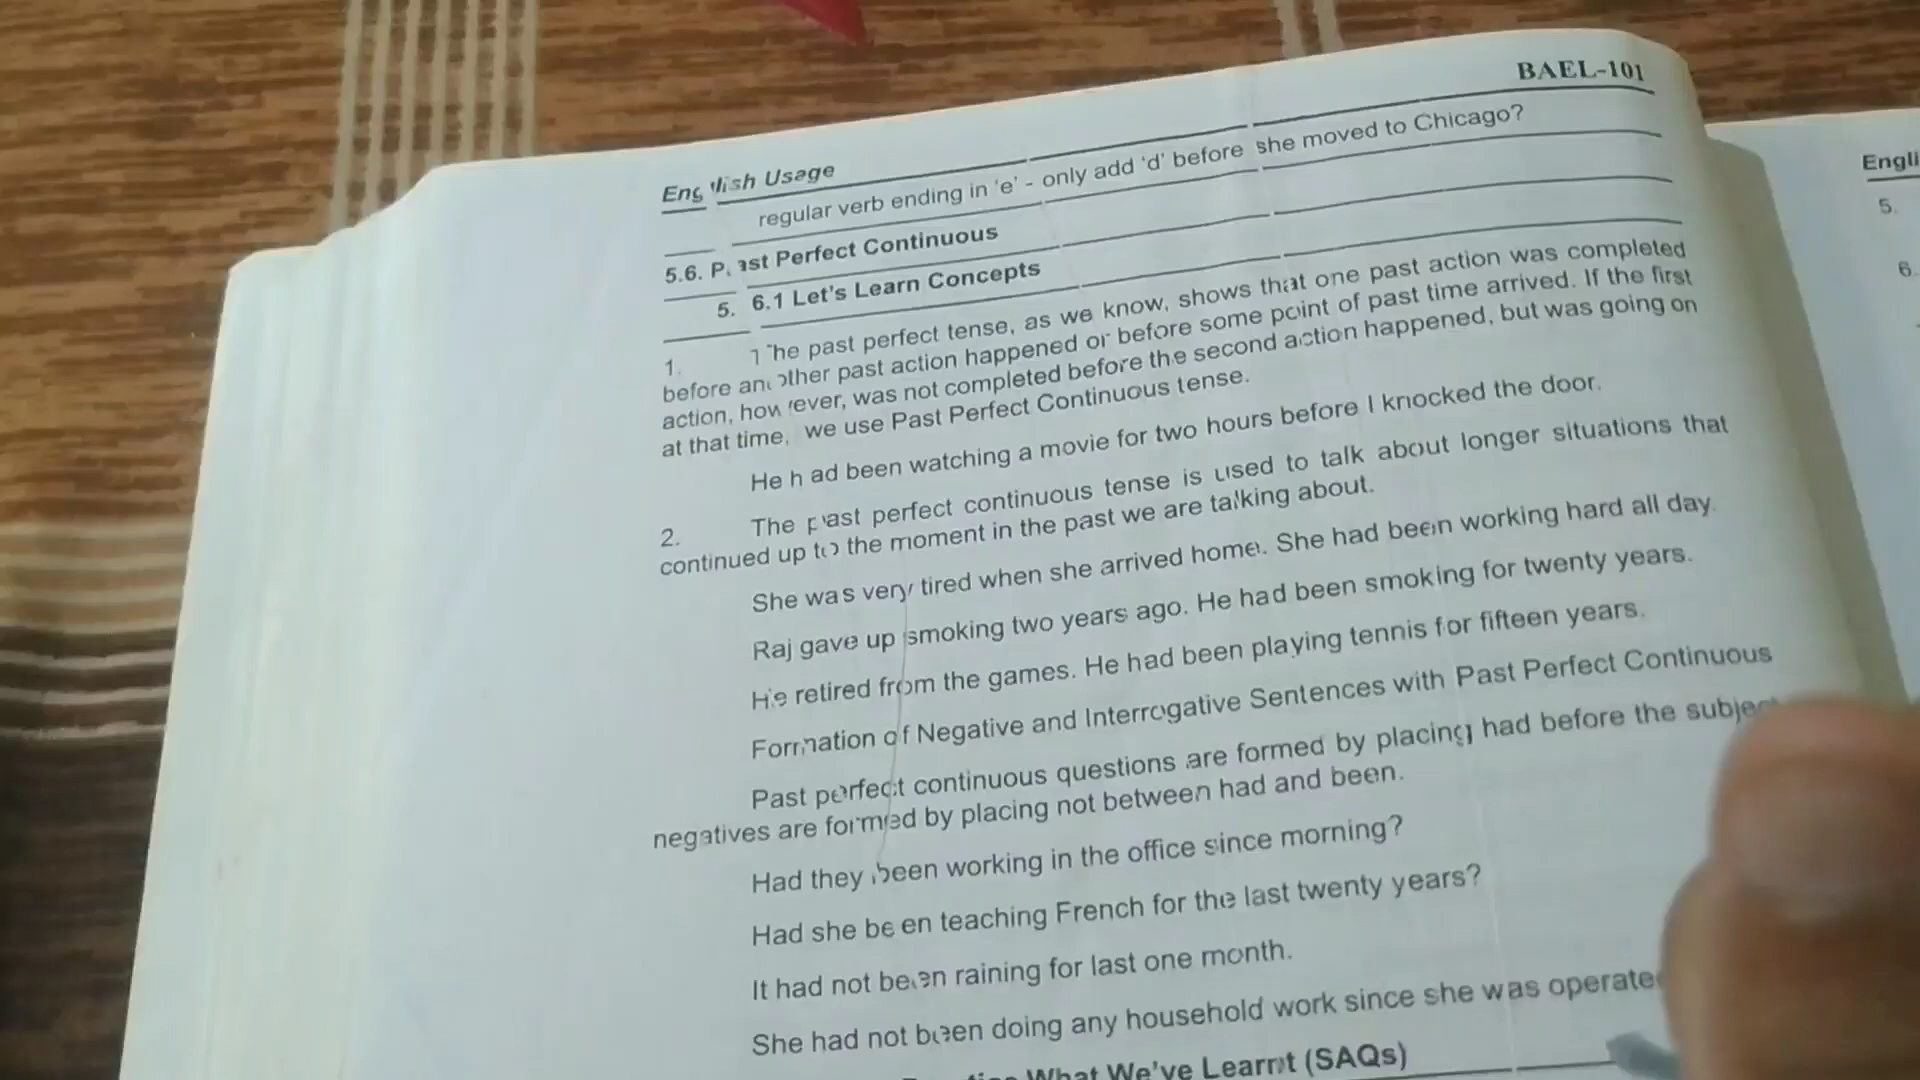 BAEL-101
English Usage
regular verb ending in 'e' - only add 'd' before she moved to Chicago?
5.6. Past Perfect Continuous
5.6.1 Let's Learn Concepts
1. The past perfect tense, as we know, shows that one past action was completed
before another past action happened or before some point of past time arrived. If the first
action, however, was not completed before the second action happened, but was going on
at that time, we use Past Perfect Continuous tense.
He had been watching a movie for two hours before I knocked the door.
2. The past perfect continuous tense is used to talk about longer situations that
continued up to the moment in the past we are talking about.
She was very tired when she arrived home. She had been working hard all day.
Raj gave up smoking two years ago. He had been smoking for twenty years.
He retired from the games. He had been playing tennis for fifteen years.
Formation of Negative and Interrogative Sentences with Past Perfect Continuous
Past perfect continuous questions are formed by placing had before the subject
negatives are formed by placing not between had and been.
Had they been working in the office since morning?
Had she been teaching French for the last twenty years?
It had not been raining for last one month.
She had not been doing any household work since she was operate
What We've Learnt (SAQs)
Engli
5.
6.